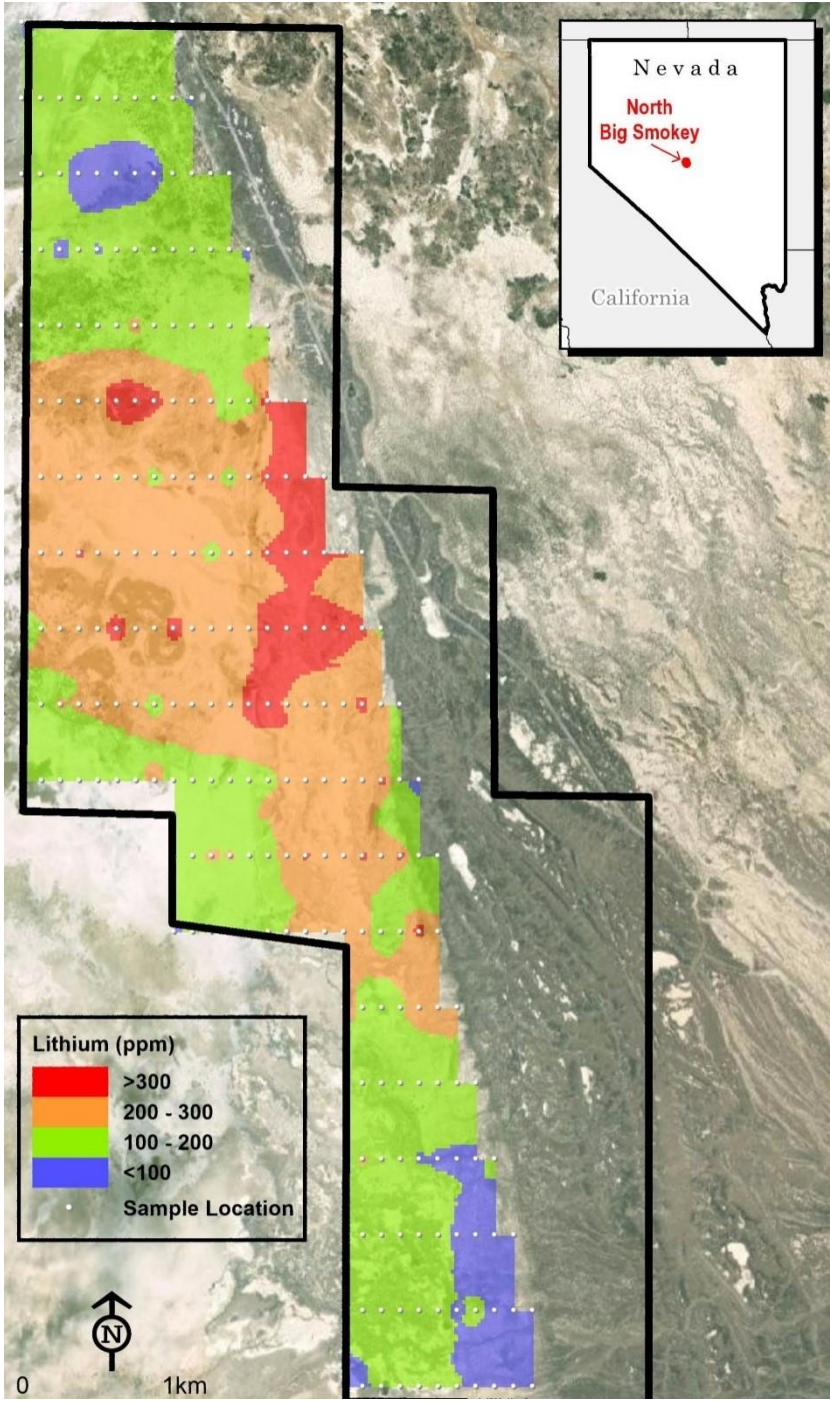 Nevada
North
Big Smokey
California
Lithium (ppm)
>300
200 - 300
100 - 200
<100
Sample Location
N
0 1km